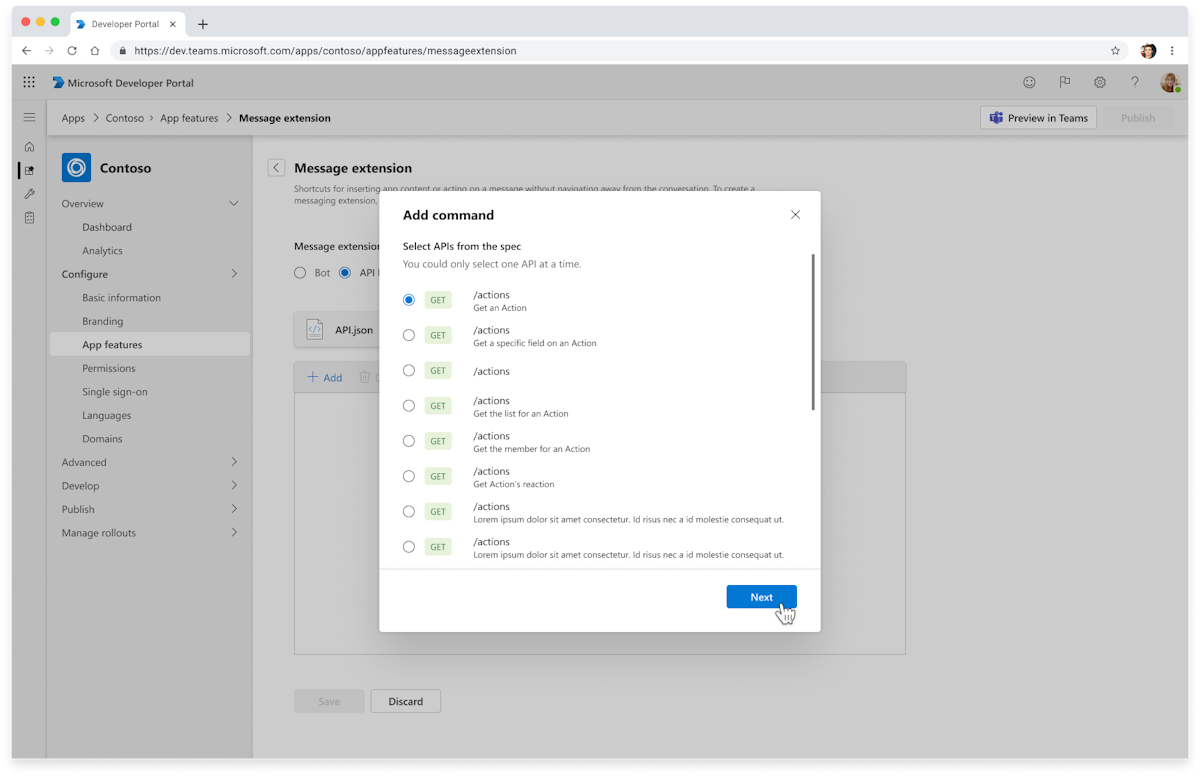 Developer Portal
https://dev.teams.microsoft.com/apps/contoso/appfeatures/messageextension
Microsoft Developer Portal
Apps > Contoso > App features > Message extension
Preview in Teams
Publish
Contoso
Overview
Dashboard
Analytics
Configure
Basic information
Branding
App features
Permissions
Single sign-on
Languages
Domains
Advanced
Develop
Publish
Manage rollouts
Message extension
Shortcuts for inserting app content or acting on a message without navigating away from the conversation. To create a
messaging extension,
Message extension
Bot
API
API.json
Add
Add command
Select APIs from the spec
You could only select one API at a time.
GET
/actions
Get an Action
GET
/actions
Get a specific field on an Action
GET
/actions
GET
/actions
Get the list for an Action
GET
/actions
Get the member for an Action
GET
/actions
Get Action's reaction
GET
/actions
Lorem ipsum dolor sit amet consectetur. Id risus nec a id molestie consequat ut.
GET
/actions
Lorem ipsum dolor sit amet consectetur. Id risus nec a id molestie consequat ut.
Next
Save
Discard